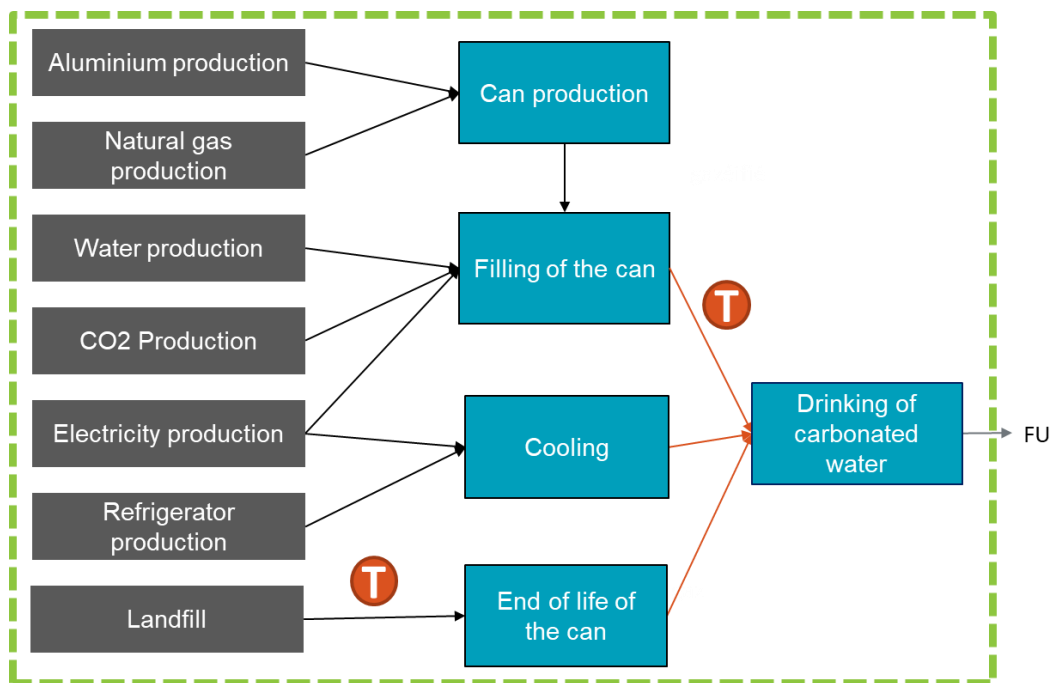 Aluminium production
Natural gas
production
Water production
CO2 Production
Electricity production
Refrigerator
production
Landfill
T
Can production
Filling of the can
T
Cooling
End of life of
the can
Drinking of
carbonated
water
FU